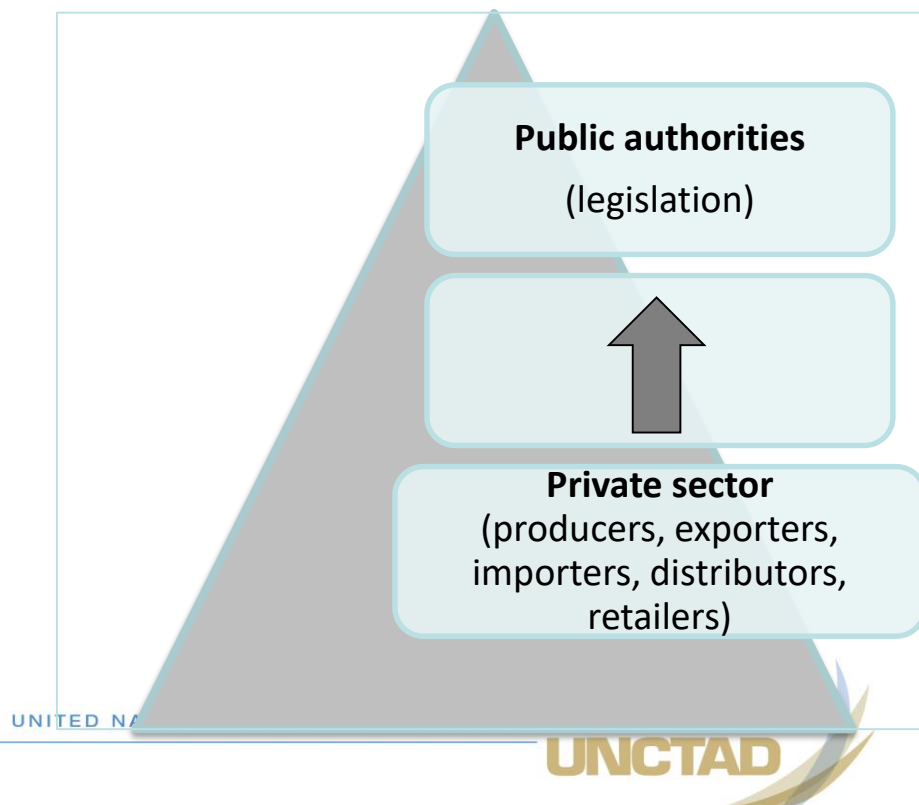 Public authorities
(legislation)
Private sector
(producers, exporters,
importers, distributors,
retailers)
UNITED NA
UNCTAD